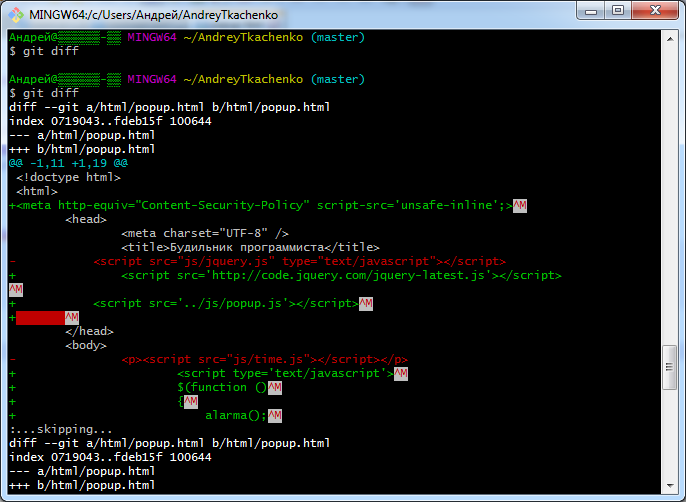 MINGW64:/c/Users/Андрей/AndreyTkachenko
Андрей@▒▒▒▒▒▒-▒▒ MINGW64 ~/AndreyTkachenko (master)
$ git diff
Андрей@▒▒▒▒▒▒-▒▒ MINGW64 ~/AndreyTkachenko (master)
$ git diff
diff --git a/html/popup.html b/html/popup.html
index 0719043..fdeb15f 100644
--- a/html/popup.html
+++ b/html/popup.html
@@ -1,11 +1,19 @@
 <!doctype html>
 <html>
+<meta http-equiv="Content-Security-Policy" script-src='unsafe-inline';>^M
        <head>
                <meta charset="UTF-8" />
                <title>Будильник программиста</title>
-           <script src="js/jquery.js" type="text/javascript"></script>
+               <script src='http://code.jquery.com/jquery-latest.js'></script>
^M
+           <script src='../js/popup.js'></script>^M
+       ^M
        </head>
        <body>
-               <p><script src="js/time.js"></script></p>
+                       <script type='text/javascript'>^M
+                       $(function ()^M
+                       {^M
+                           alarma();^M
:...skipping...
diff --git a/html/popup.html b/html/popup.html
index 0719043..fdeb15f 100644
--- a/html/popup.html
+++ b/html/popup.html